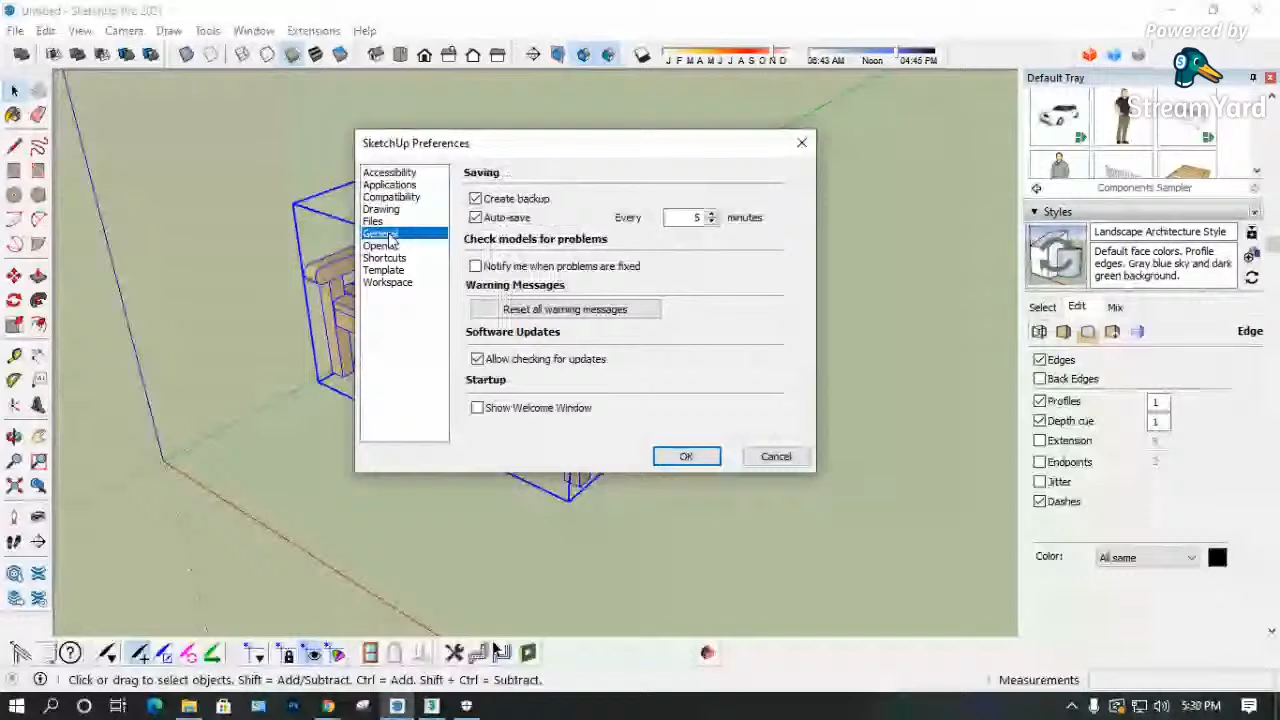 Untitled - SketchUp Pro 2021
Powered by
StreamYard
File Edit View Camera Draw Tools Window Extensions Help
J F M A M J J A S O N D
06:43 AM Noon 04:45 PM
Default Tray
Components Sampler
SketchUp Preferences
Accessibility
Applications
Compatibility
Drawing
Files
General
Shortcuts
Template
Workspace
Saving
Create backup
Auto-save Every 5 minutes
Check models for problems
Notify me when problems are fixed
Warning Messages
Reset all warning messages
Software Updates
Allow checking for updates
Startup
Show Welcome Window
OK Cancel
Styles
Landscape Architecture Style
Default face colors. Profile
edges. Gray blue sky and dark
green background.
Select Edit Mix
Edge
Edges
Back Edges
Profiles 1
Depth cue 1
Extension
Endpoints
Jitter
Dashes
Color: All same
Click or drag to select objects. Shift = Add/Subtract. Ctrl = Add. Shift + Ctrl = Subtract.
Measurements
5:30 PM